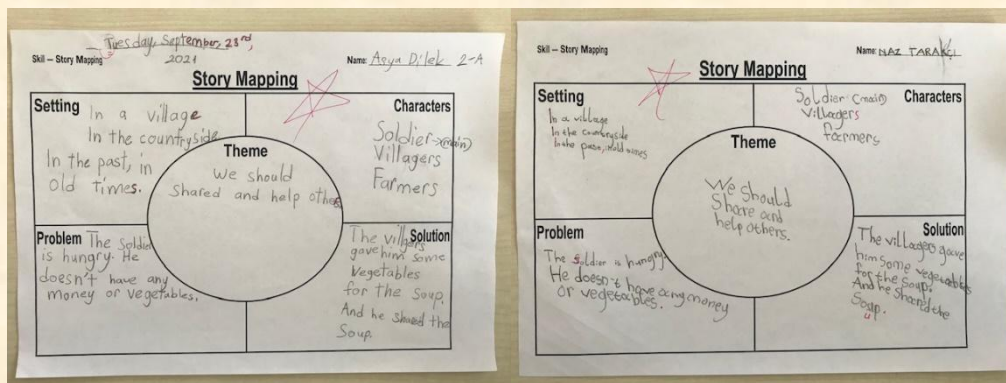 Tuesday, September, 23rd,
2021
Skill – Story Mapping
Name: Asya Dilek 2-A
Story Mapping
Setting
In a village
In the countryside
In the past, in
old times.
Characters
Soldier→(main)
Villagers
Farmers
Theme
We should
Shared and help others
Problem The Soldier
is hungry. He
doesn't have any
money or vegetables.
Solution
The villgers
gave him some
vegetables
for the Soup.
And he shared the
Soup.
Skill – Story Mapping
Name: NAZ TARAKÇI
Story Mapping
Setting
In a village
In the countryside
In the past, in old times
Characters
Soldier (main)
Villagers
Farmers
Theme
We Should
Share and
help others.
Problem
The Soldier is hungry.
He doesn't have any money
or vegetables.
Solution
The villagers gave
him some vegetables
for the Soup.
And he Shared the
Soup.